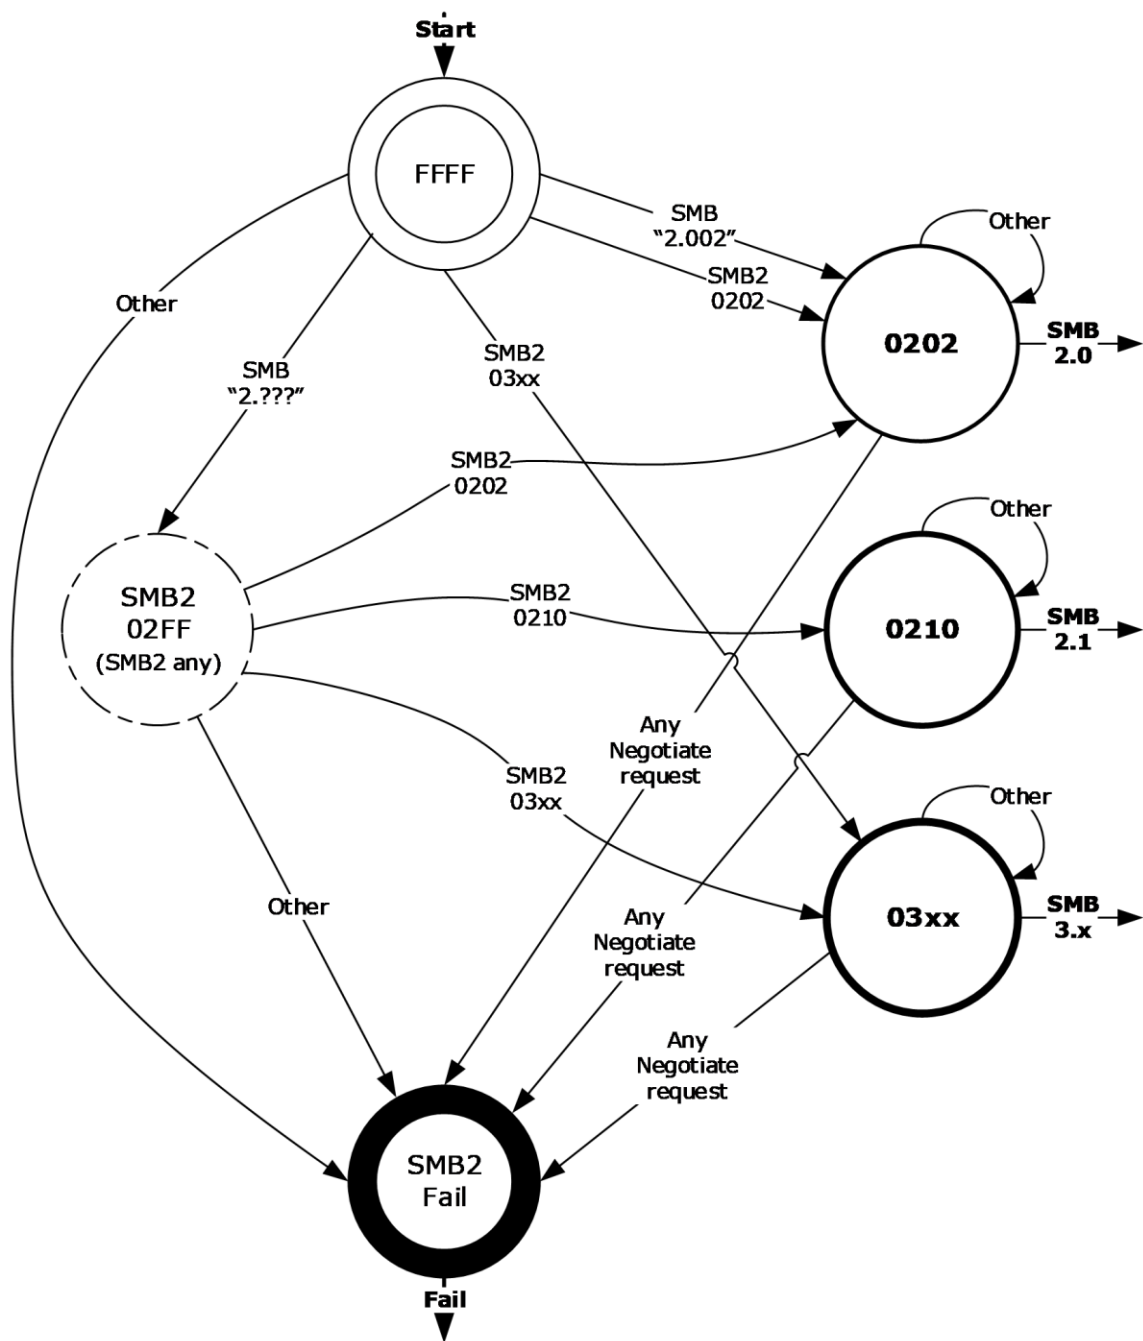 Start
FFFF
SMB
“2.002”
SMB2
0202
Other
0202
SMB
2.0
Other
SMB
“2.???”
SMB2
03xx
SMB2
0202
Other
0210
SMB
2.1
SMB2
02FF
(SMB2 any)
SMB2
0210
Any
Negotiate
request
SMB2
03xx
Other
03xx
SMB
3.x
Other
Any
Negotiate
request
Any
Negotiate
request
SMB2
Fail
Fail